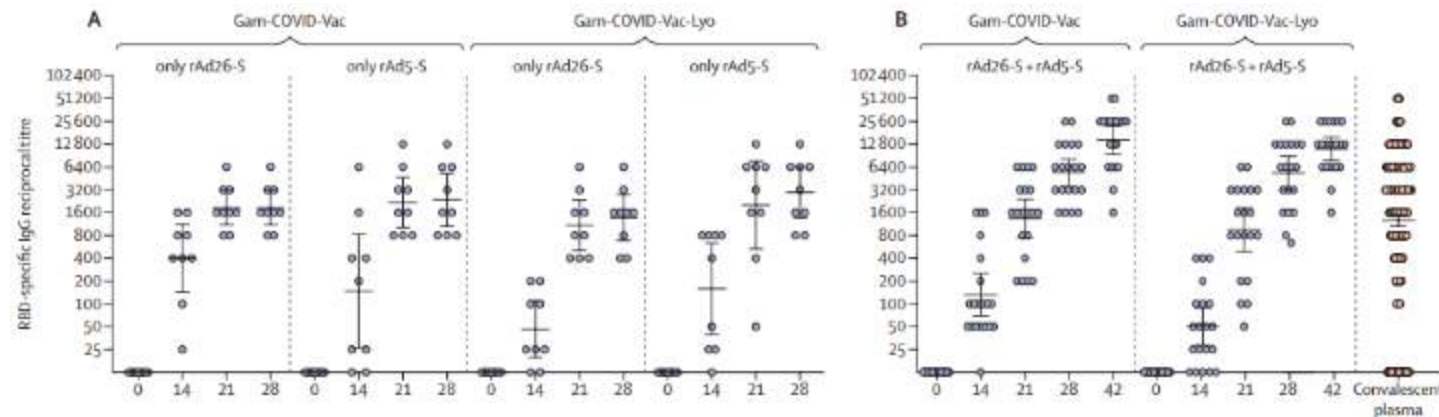 A
Gam-COVID-Vac
Gam-COVID-Vac-Lyo
only rAd26-S
only rAd5-S
only rAd26-S
only rAd5-S
RBD-specific IgG reciprocal titre
102400
51200
25600
12800
6400
3200
1600
800
400
200
100
50
25
0 14 21 28 0 14 21 28 0 14 21 28 0 14 21 28
B
Gam-COVID-Vac
Gam-COVID-Vac-Lyo
rAd26-S+rAd5-S
rAd26-S+rAd5-S
102400
51200
25600
12800
6400
3200
1600
800
400
200
100
50
25
0 14 21 28 42 0 14 21 28 42 Convalescent
plasma